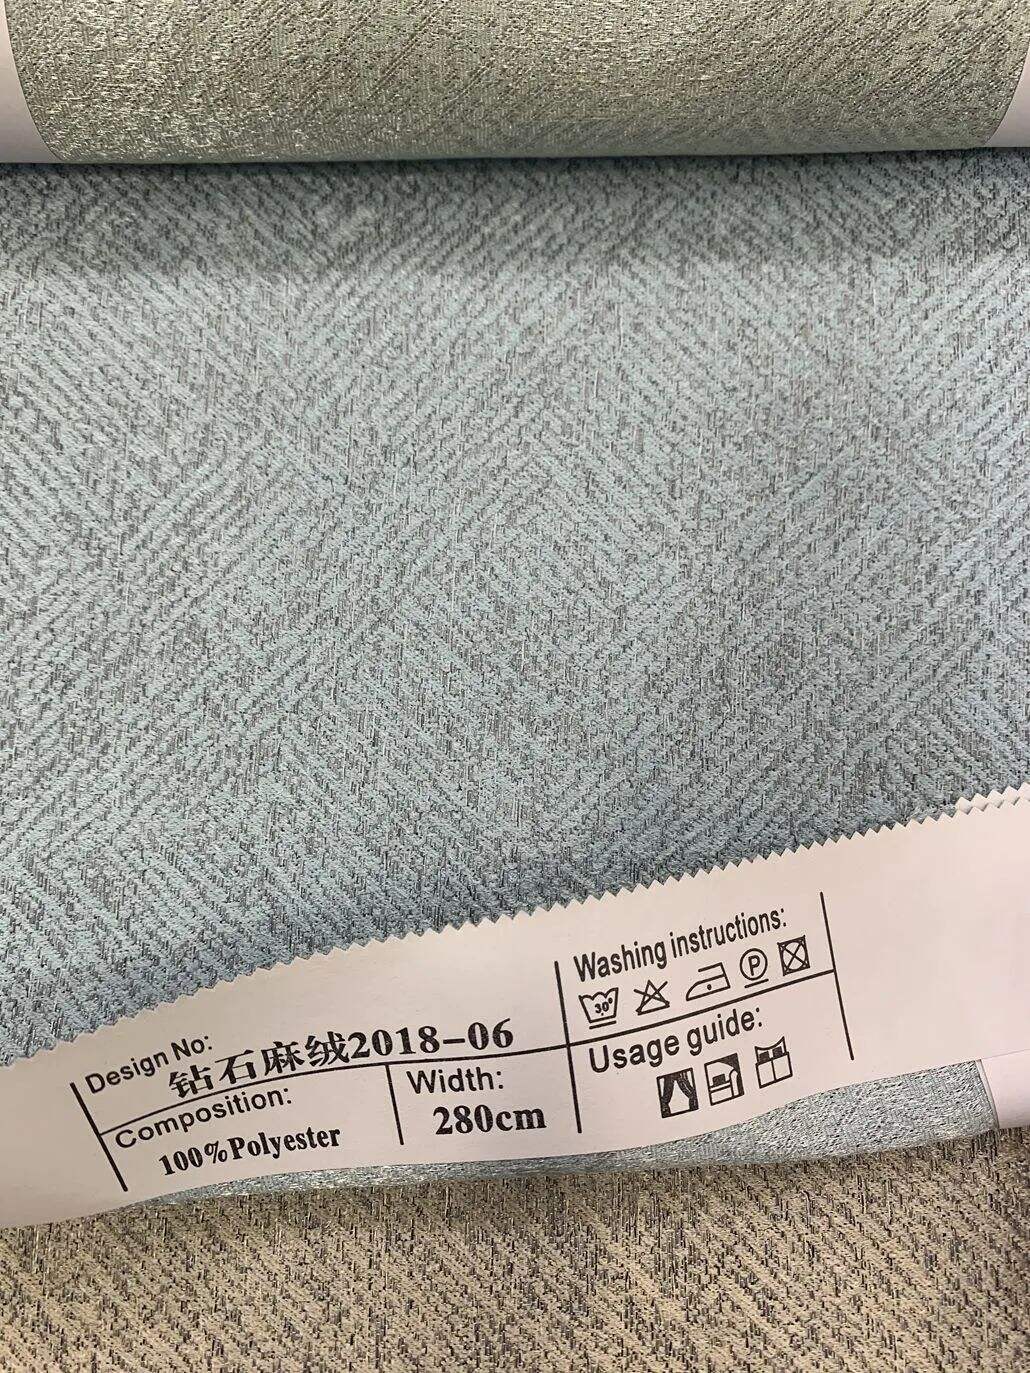 Design No:
钻石麻绒2018-06
Composition:
100%Polyester
Width:
280cm
Washing instructions:
30°
P
Usage guide: